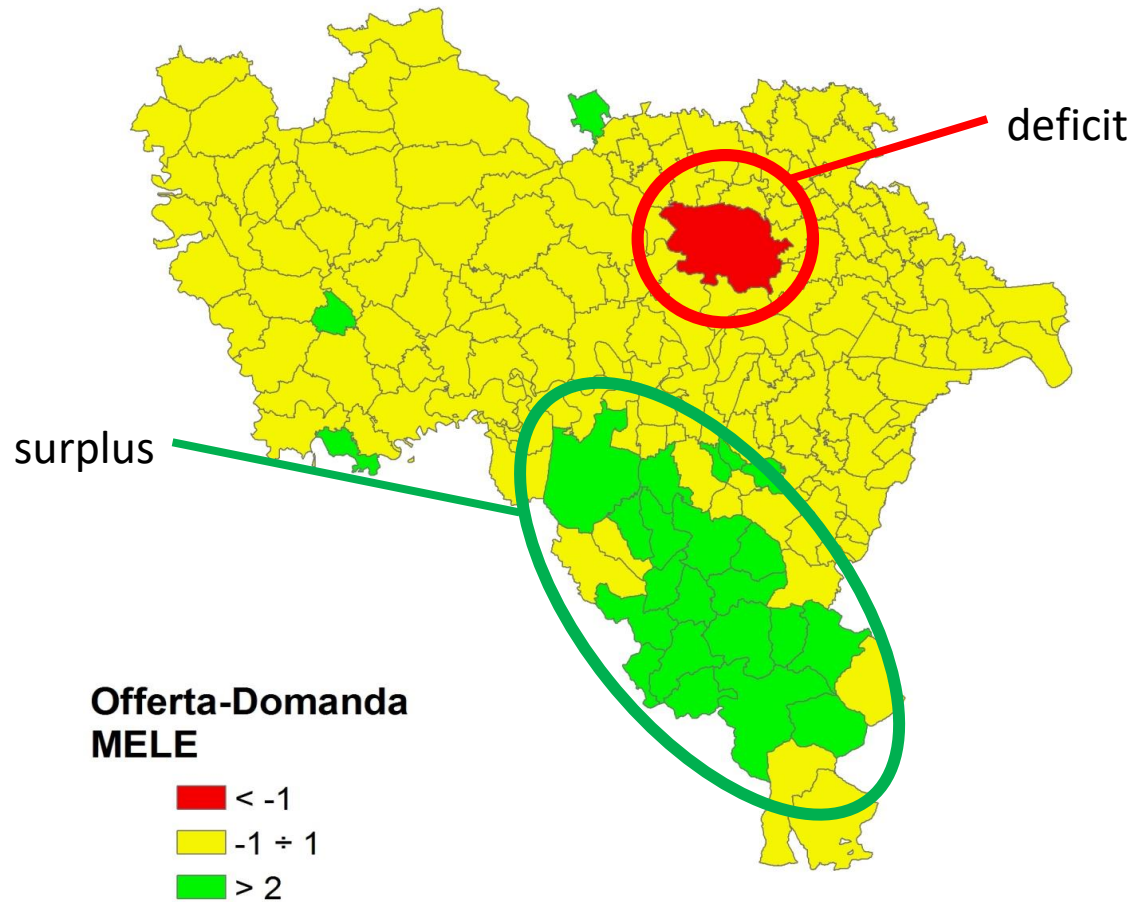 deficit
surplus
Offerta-Domanda
MELE
< -1
-1 ÷ 1
> 2